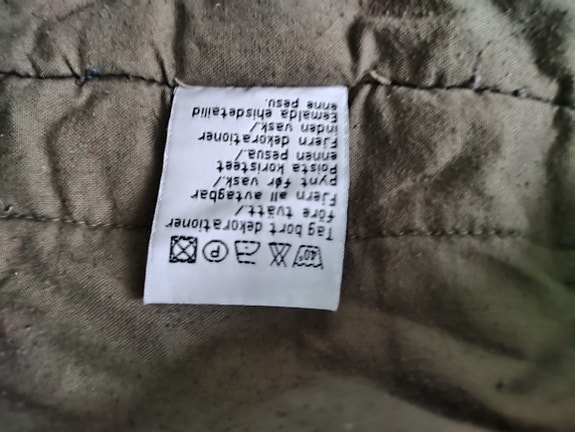 40°
P
Tag bort dekorationer
före tvätt./
Fjern all avtagbar
pynt før vask./
Poista koristeet
ennen pesua./
Fjern dekorationer
inden vask./
Eemalda ehisdetailid
enne pesu.